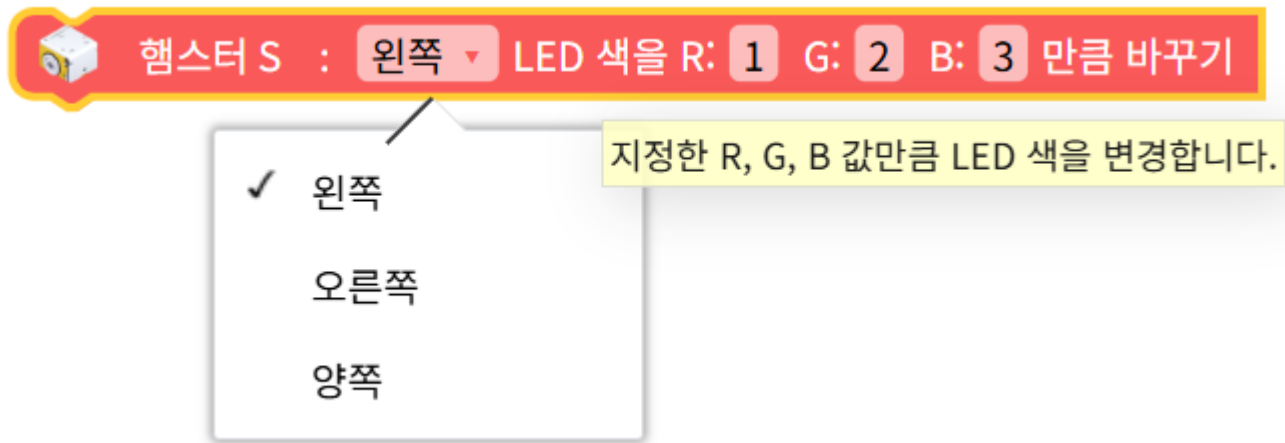 햄스터 S : 왼쪽 ▼ LED 색을 R: 1 G: 2 B: 3 만큼 바꾸기
지정한 R, G, B 값만큼 LED 색을 변경합니다.
✓ 왼쪽
오른쪽
양쪽